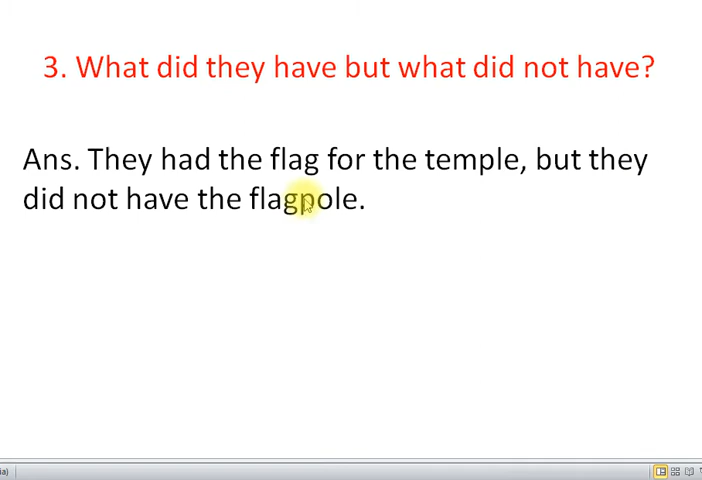 3. What did they have but what did not have?
Ans. They had the flag for the temple, but they
did not have the flagpole.
ia)